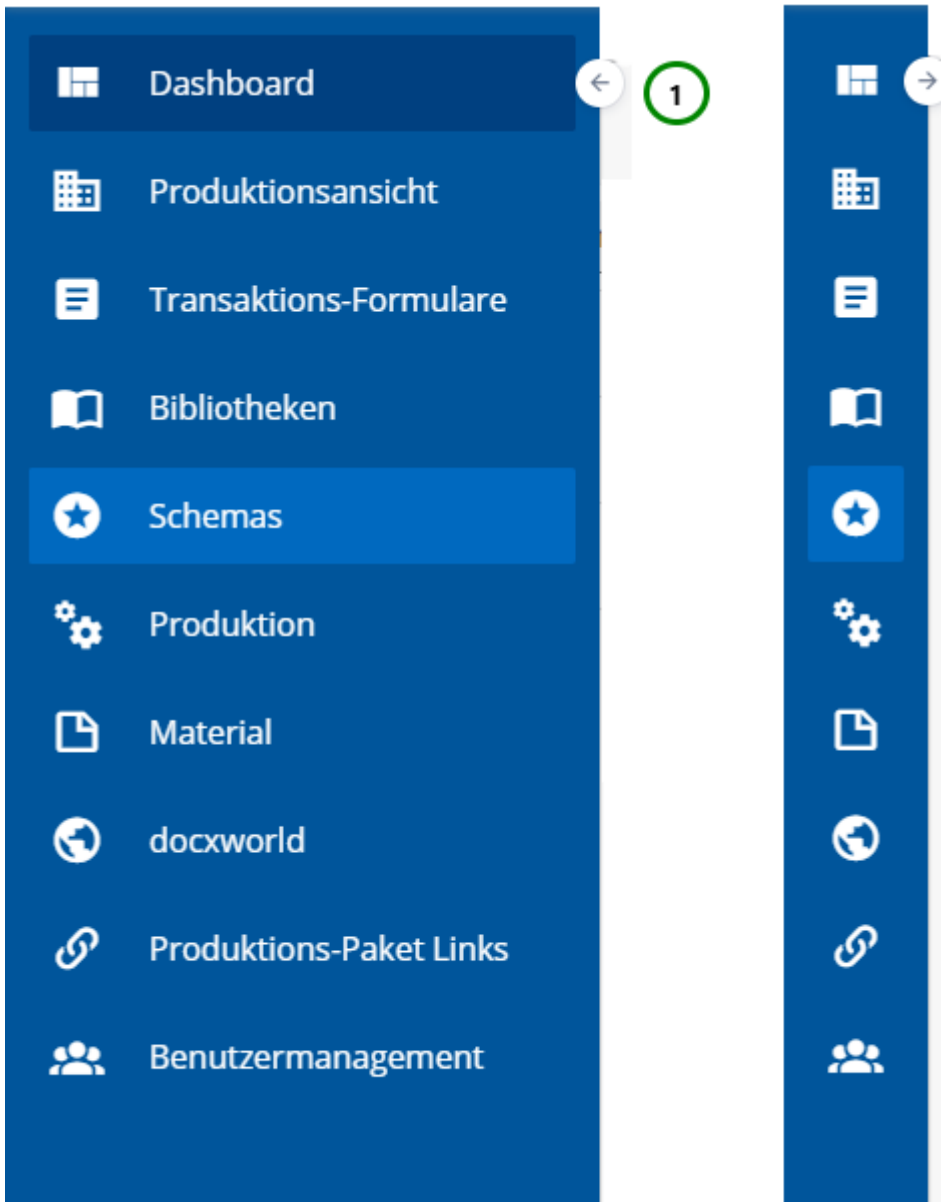 Dashboard
1
Produktionsansicht
Transaktions-Formulare
Bibliotheken
Schemas
Produktion
Material
docxworld
Produktions-Paket Links
Benutzermanagement